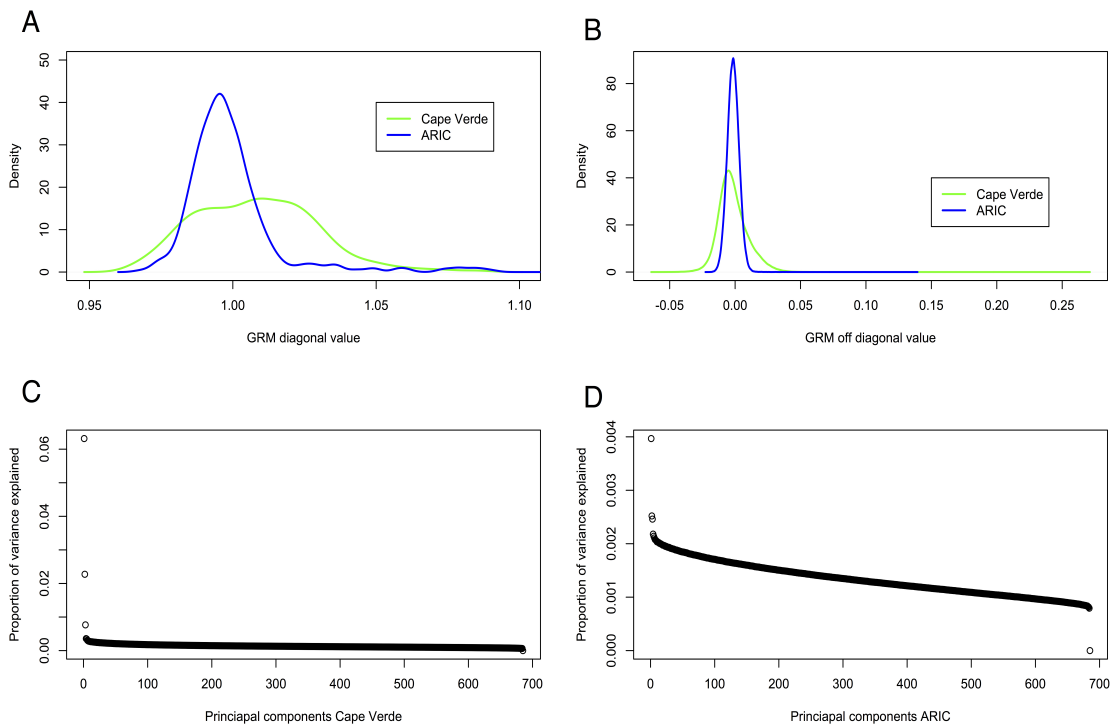 A
Density
50
40
30
20
10
0
Cape Verde
ARIC
0.95
1.00
1.05
1.10
GRM diagonal value
B
Density
80
60
40
20
0
Cape Verde
ARIC
-0.05
0.00
0.05
0.10
0.15
0.20
0.25
GRM off diagonal value
C
Proportion of variance explained
0.06
0.04
0.02
0.00
0
100
200
300
400
500
600
700
Princiapal components Cape Verde
D
Proportion of variance explained
0.004
0.003
0.002
0.001
0.000
0
100
200
300
400
500
600
700
Princiapal components ARIC